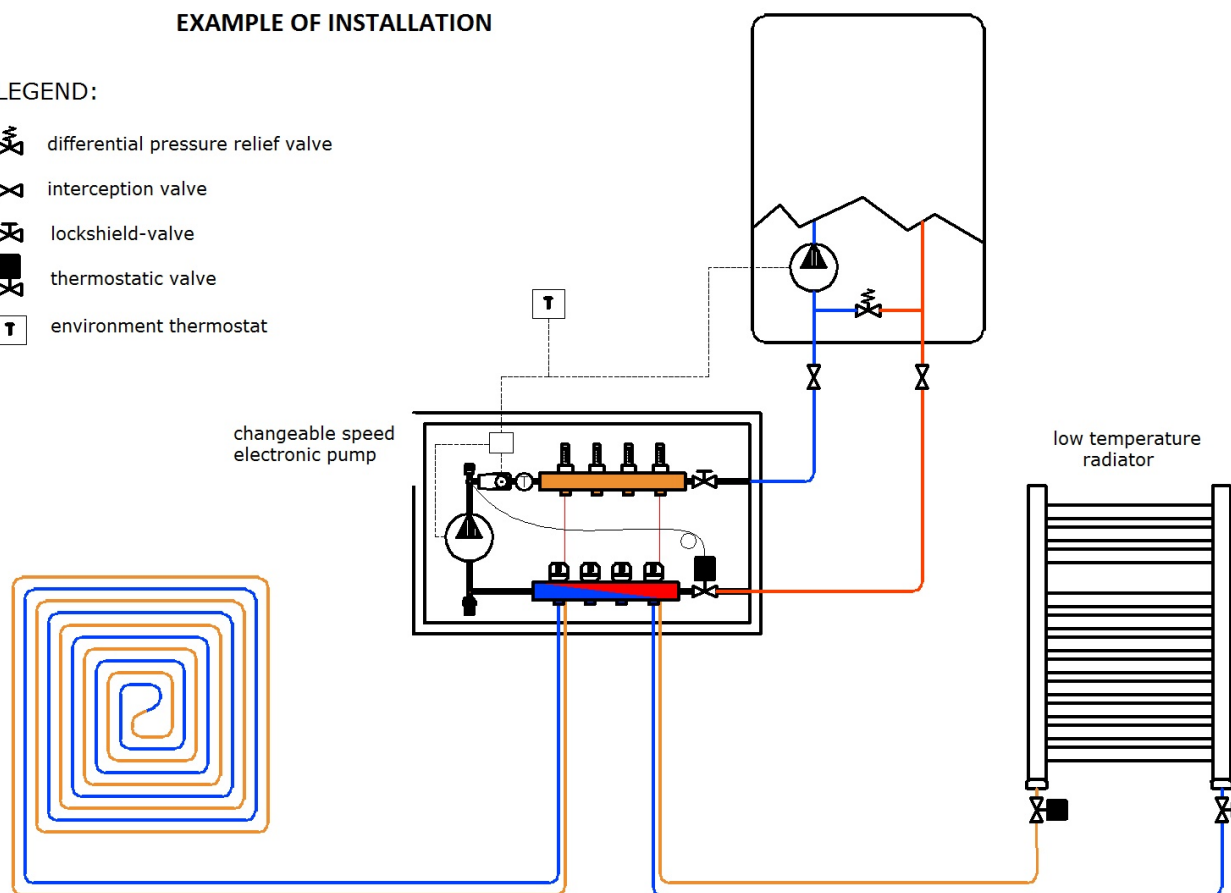 EXAMPLE OF INSTALLATION
LEGEND:
differential pressure relief valve
interception valve
lockshield-valve
thermostatic valve
T
environment thermostat
T
changeable speed
electronic pump
T
low temperature
radiator